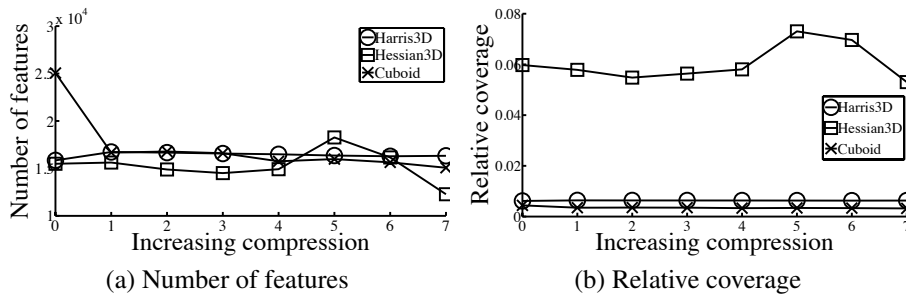 3 x 10^4
2.5
2
1.5
1
0 1 2 3 4 5 6 7
Number of features
Increasing compression
Harris3D
Hessian3D
Cuboid
(a) Number of features
0.08
0.06
0.04
0.02
0
0 1 2 3 4 5 6 7
Relative coverage
Increasing compression
Harris3D
Hessian3D
Cuboid
(b) Relative coverage